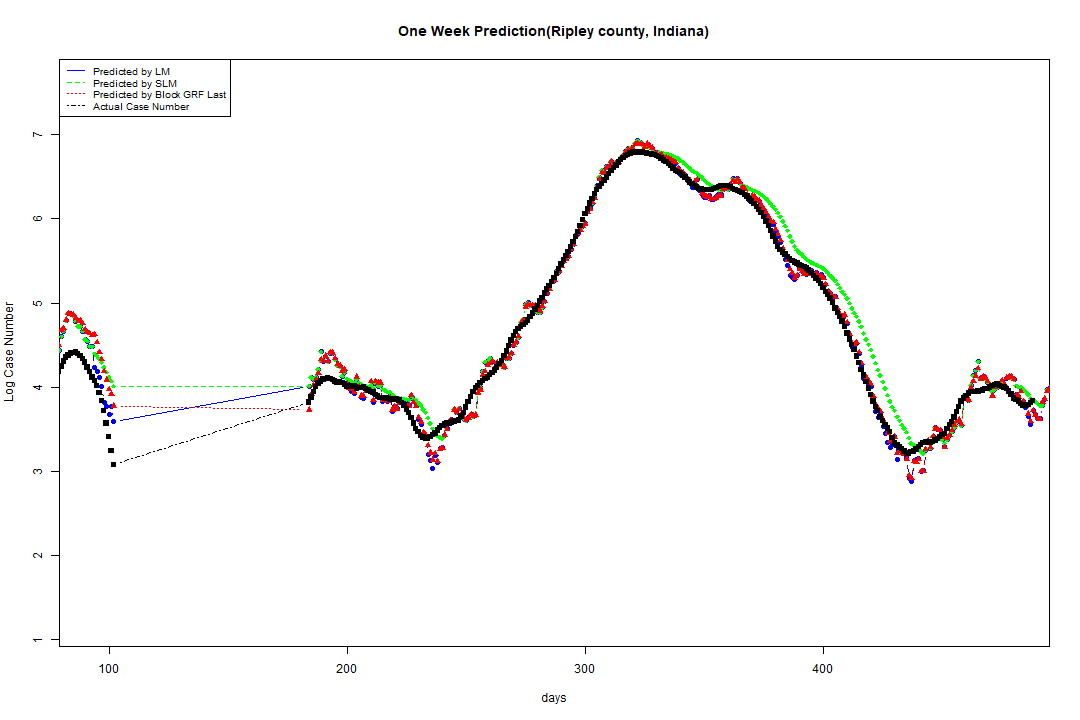 One Week Prediction(Ripley county, Indiana)
Predicted by LM
Predicted by SLM
Predicted by Block GRF Last
Actual Case Number
7
6
5
4
3
2
1
Log Case Number
100 200 300 400
days